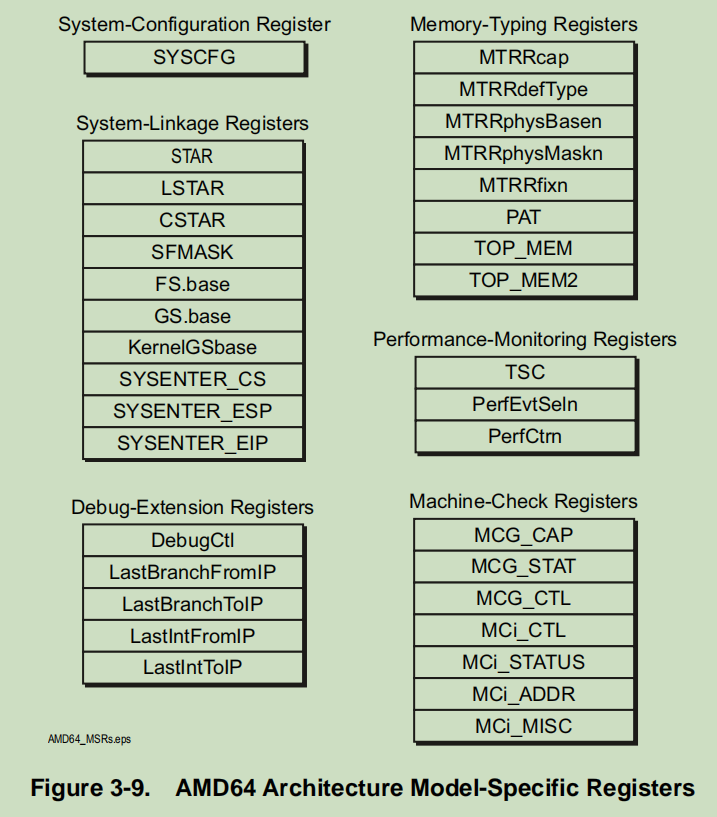 System-Configuration Register
SYSCFG
System-Linkage Registers
STAR
LSTAR
CSTAR
SFMASK
FS.base
GS.base
KernelGSbase
SYSENTER_CS
SYSENTER_ESP
SYSENTER_EIP
Debug-Extension Registers
DebugCtl
LastBranchFromIP
LastBranchToIP
LastIntFromIP
LastIntToIP
Memory-Typing Registers
MTRRcap
MTRRdefType
MTRRphysBasen
MTRRphysMaskn
MTRRfixn
PAT
TOP_MEM
TOP_MEM2
Performance-Monitoring Registers
TSC
PerfEvtSeln
PerfCtrn
Machine-Check Registers
MCG_CAP
MCG_STAT
MCG_CTL
MCi_CTL
MCi_STATUS
MCi_ADDR
MCi_MISC
AMD64_MSRs.eps
Figure 3-9. AMD64 Architecture Model-Specific Registers